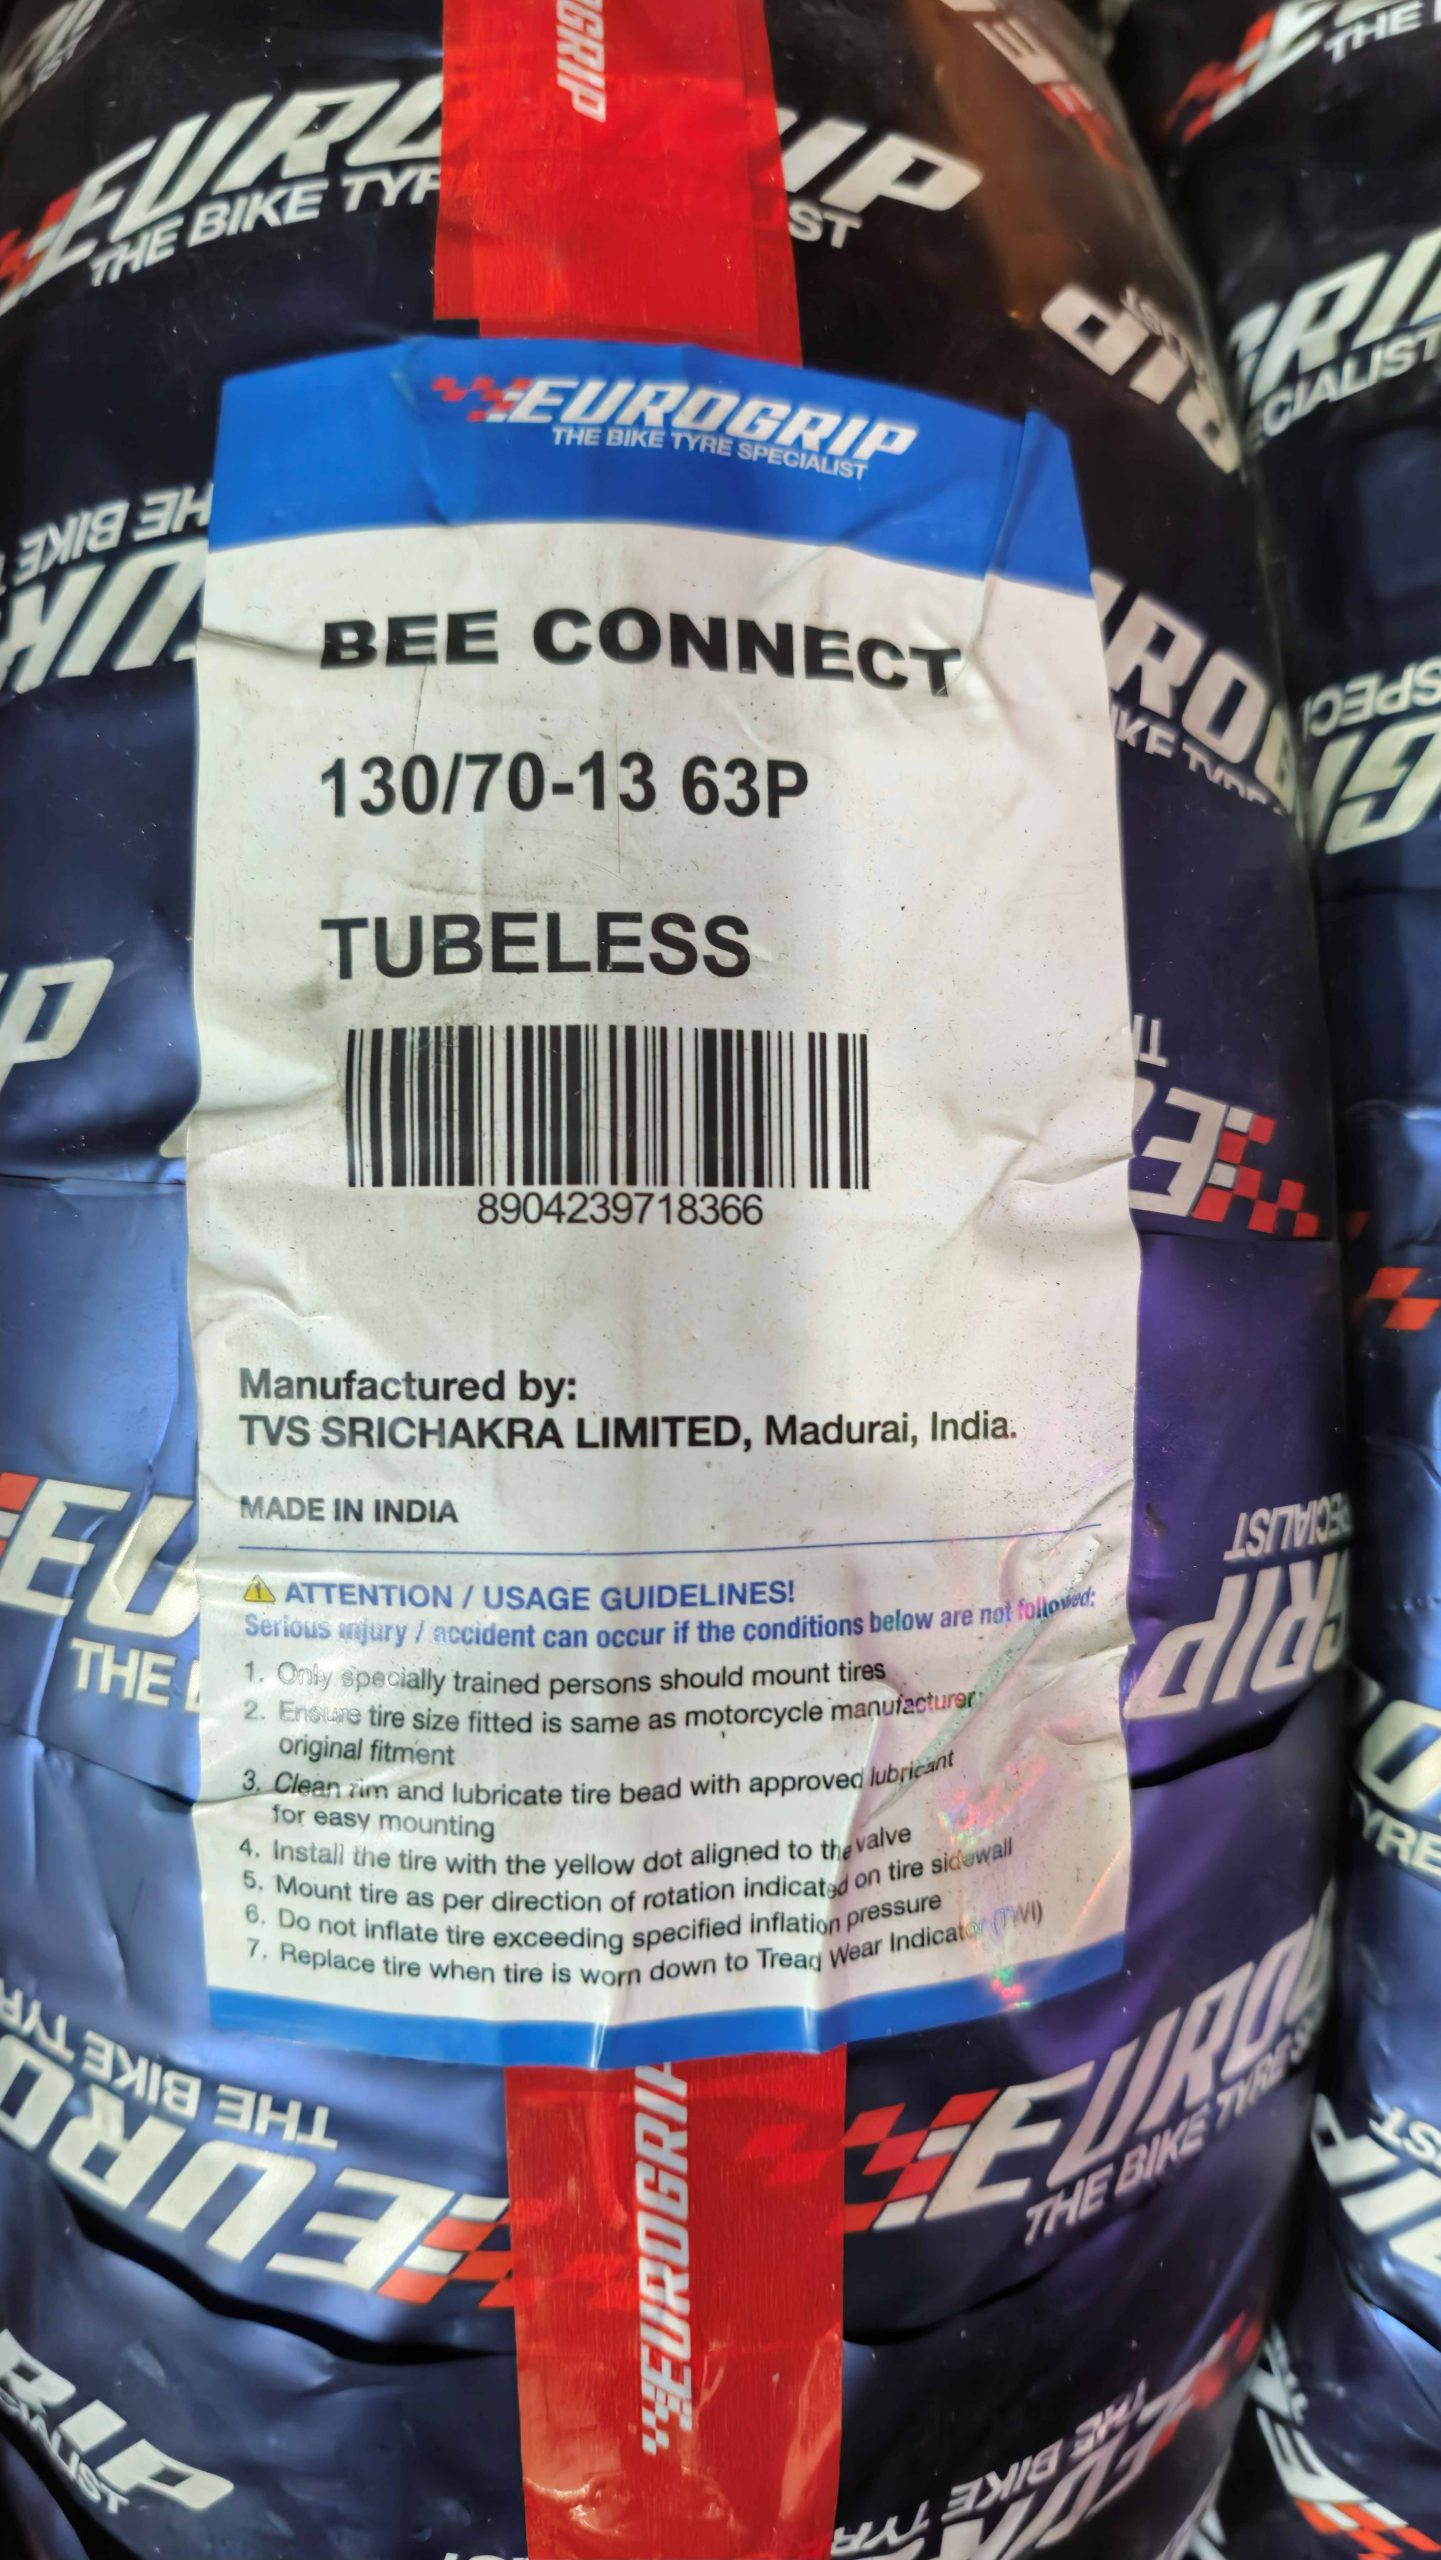 EUROGRIP
THE BIKE TYRE SPECIALIST
BEE CONNECT
130/70-13 63P
TUBELESS
8904239718366
Manufactured by:
TVS SRICHAKRA LIMITED, Madurai, India.
MADE IN INDIA
ATTENTION / USAGE GUIDELINES!
Serious injury / accident can occur if the conditions below are not followed:
1. Only specially trained persons should mount tires
2. Ensure tire size fitted is same as motorcycle manufacturer
original fitment
3. Clean rim and lubricate tire bead with approved lubricant
for easy mounting
4. Install the tire with the yellow dot aligned to the valve
5. Mount tire as per direction of rotation indicated on tire sidewall
6. Do not inflate tire exceeding specified inflation pressure
7. Replace tire when tire is worn down to Tread Wear Indicator (TWI)
EUROGRIP